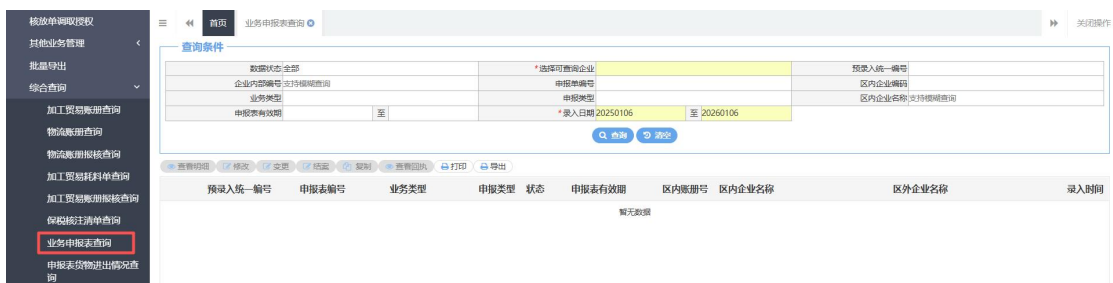 核放单调取授权
其他业务管理
批量导出
综合查询
加工贸易账册查询
物流账册查询
物流账册报核查询
加工贸易耗料单查询
加工贸易账册报核查询
保税核注清单查询
业务申报表查询
申报表货物进出情况查
询
首页 业务申报表查询 关闭操作
查询条件
数据状态 全部 *选择可查询企业 预录入统一编号
企业内部编号 支持模糊查询 申报单编号 区内企业编码
业务类型 申报类型 区内企业名称 支持模糊查询
申报表有效期 至 *录入日期 20250106 至 20260106
查询 清空
查看明细 修改 变更 结案 复制 查看回执 打印 导出
预录入统一编号 申报表编号 业务类型 申报类型 状态 申报表有效期 区内账册号 区内企业名称 区外企业名称 录入时间
暂无数据